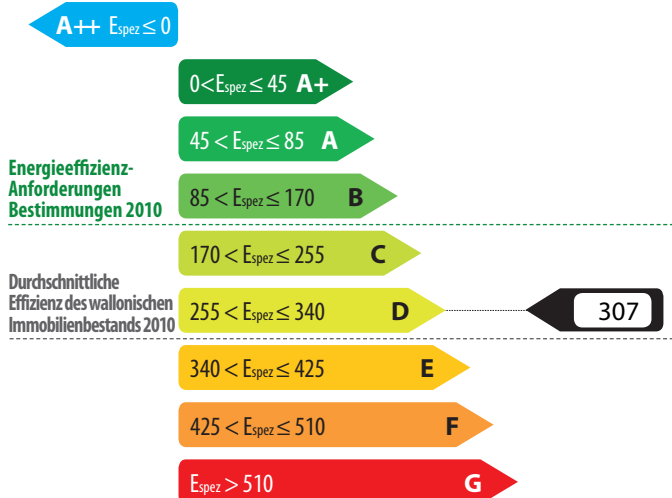 A++ Espez ≤ 0
0 < Espez ≤ 45 A+
45 < Espez ≤ 85 A
Energieeffizienz-
Anforderungen
Bestimmungen 2010
85 < Espez ≤ 170 B
170 < Espez ≤ 255 C
Durchschnittliche
Effizienz des wallonischen
Immobilienbestands 2010
255 < Espez ≤ 340 D
307
340 < Espez ≤ 425 E
425 < Espez ≤ 510 F
Espez > 510 G